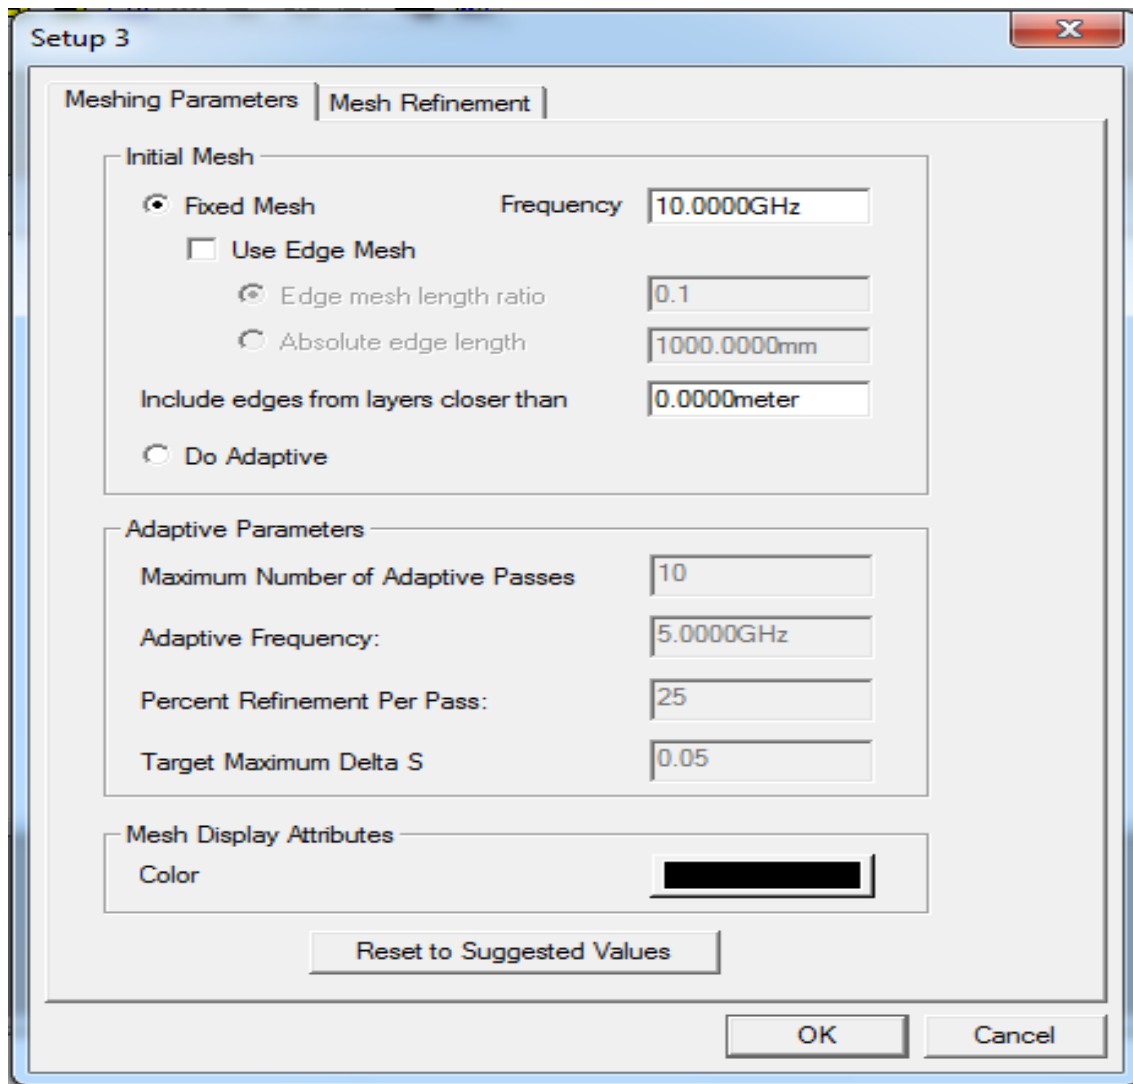 Setup 3
Meshing Parameters Mesh Refinement
Initial Mesh
Fixed Mesh Frequency 10.0000GHz
Use Edge Mesh
Edge mesh length ratio 0.1
Absolute edge length 1000.0000mm
Include edges from layers closer than 0.0000meter
Do Adaptive
Adaptive Parameters
Maximum Number of Adaptive Passes 10
Adaptive Frequency: 5.0000GHz
Percent Refinement Per Pass: 25
Target Maximum Delta S 0.05
Mesh Display Attributes
Color
Reset to Suggested Values
OK Cancel